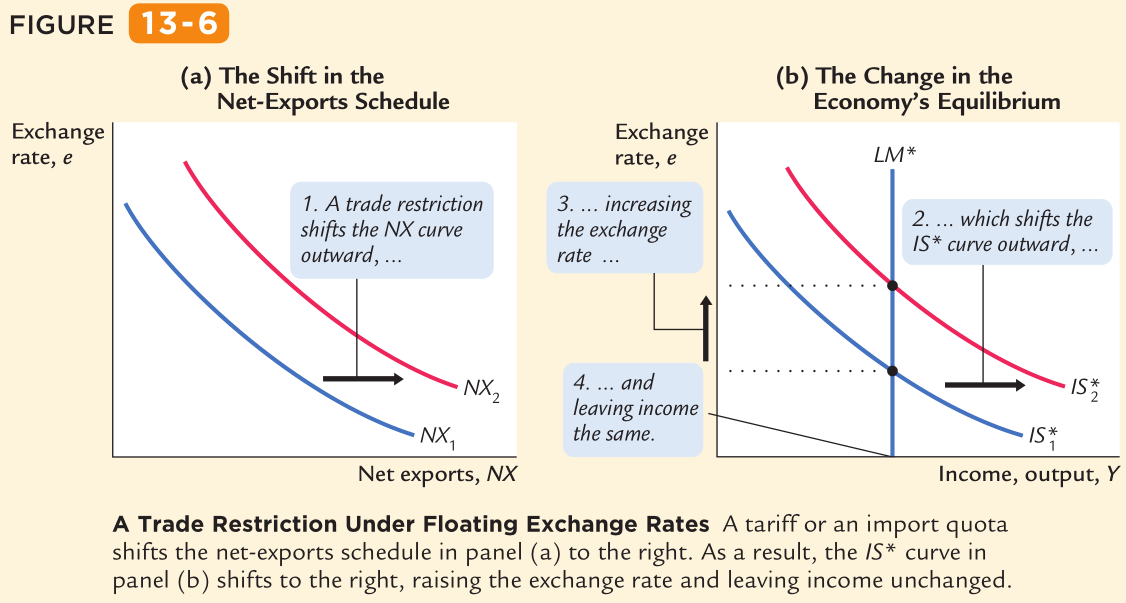 FIGURE 13-6
(a) The Shift in the
Net-Exports Schedule
Exchange
rate, e
1. A trade restriction
shifts the NX curve
outward, ...
NX₂
NX₁
Net exports, NX
(b) The Change in the
Economy's Equilibrium
Exchange
rate, e
LM*
3. ... increasing
the exchange
rate ...
2. ... which shifts the
IS* curve outward, ...
4. ... and
leaving income
the same.
IS*₂
IS*₁
Income, output, Y
A Trade Restriction Under Floating Exchange Rates A tariff or an import quota
shifts the net-exports schedule in panel (a) to the right. As a result, the IS* curve in
panel (b) shifts to the right, raising the exchange rate and leaving income unchanged.